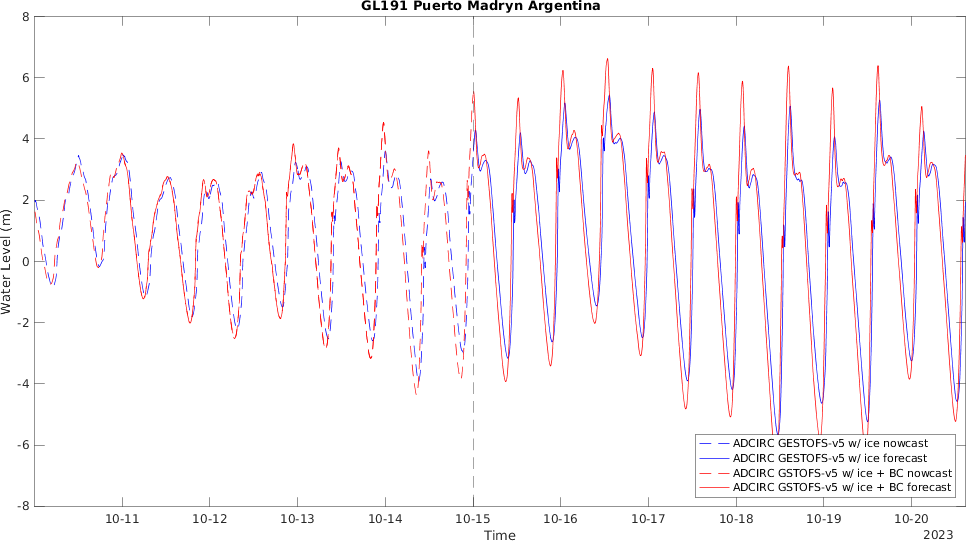 GL191 Puerto Madryn Argentina
8
6
4
2
0
-2
-4
-6
-8
Water Level (m)
10-11 10-12 10-13 10-14 10-15 10-16 10-17 10-18 10-19 10-20
Time
2023
ADCIRC GESTOFS-v5 w/ ice nowcast
ADCIRC GESTOFS-v5 w/ ice forecast
ADCIRC GSTOFS-v5 w/ ice + BC nowcast
ADCIRC GSTOFS-v5 w/ ice + BC forecast